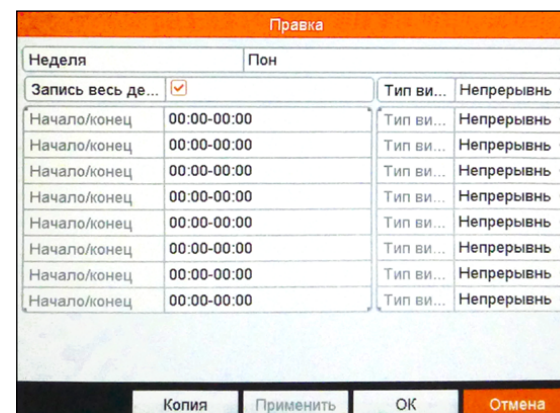 Правка
Неделя Пон
Запись весь де... Тип ви... Непрерывнь
Начало/конец 00:00-00:00 Тип ви... Непрерывнь
Начало/конец 00:00-00:00 Тип ви... Непрерывнь
Начало/конец 00:00-00:00 Тип ви... Непрерывнь
Начало/конец 00:00-00:00 Тип ви... Непрерывнь
Начало/конец 00:00-00:00 Тип ви... Непрерывнь
Начало/конец 00:00-00:00 Тип ви... Непрерывнь
Начало/конец 00:00-00:00 Тип ви... Непрерывнь
Начало/конец 00:00-00:00 Тип ви... Непрерывнь
Копия Применить ОК Отмена